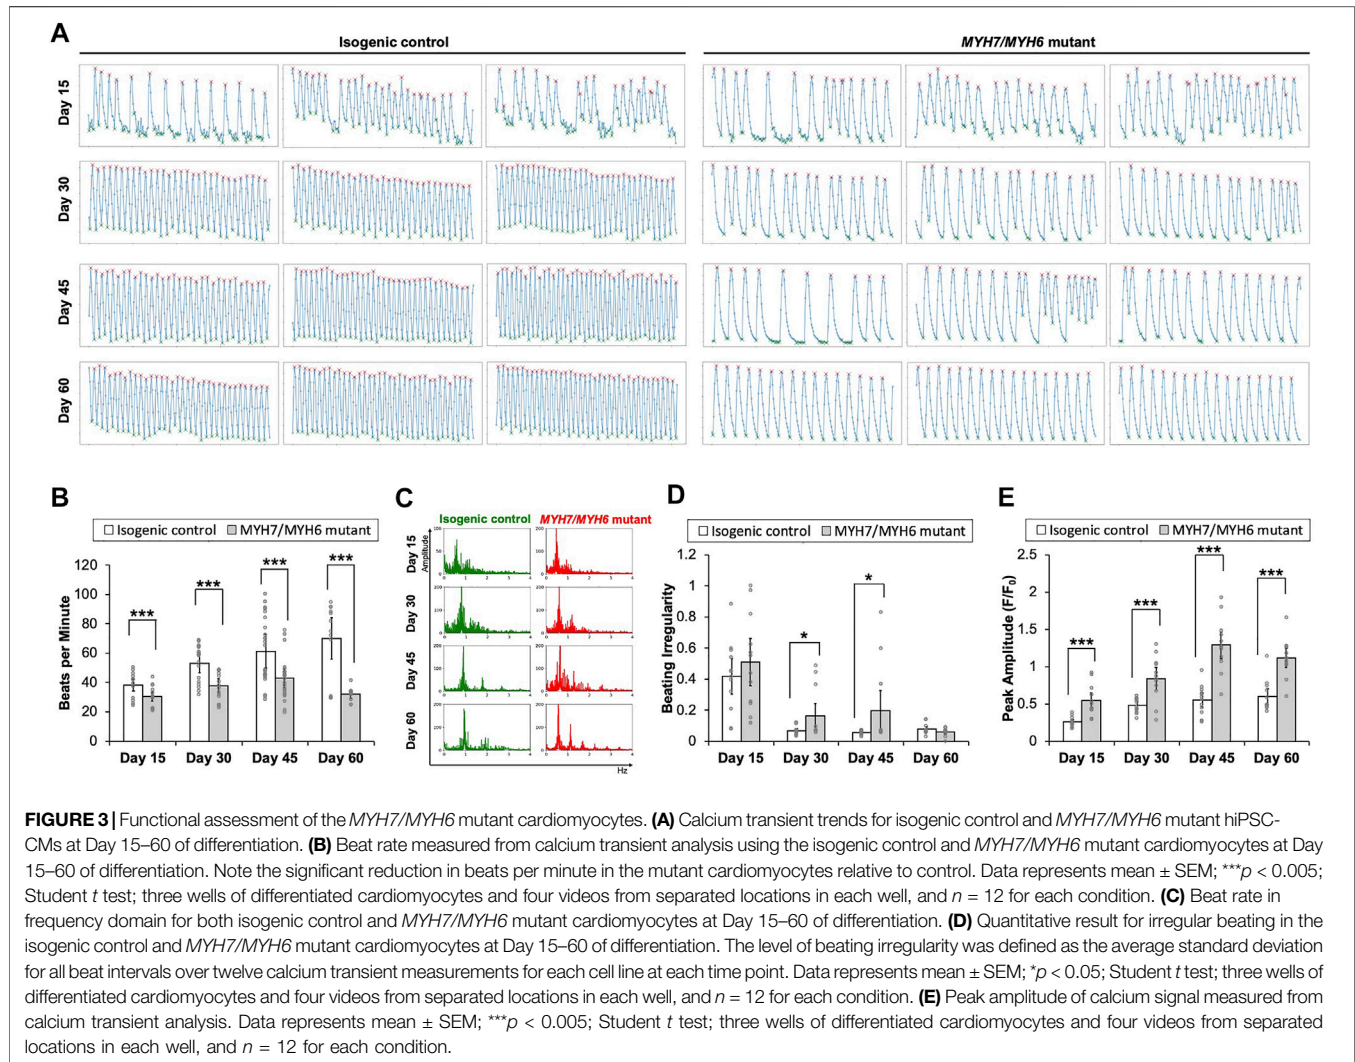 A
Isogenic control
MYH7/MYH6 mutant
Day 15
Day 30
Day 45
Day 60
B
Isogenic control
MYH7/MYH6 mutant
Beats per Minute
120
100
80
60
40
20
0
***
***
***
***
Day 15
Day 30
Day 45
Day 60
C
Isogenic control
MYH7/MYH6 mutant
Amplitude
Day 15
Day 30
Day 45
Day 60
Hz
D
Isogenic control
MYH7/MYH6 mutant
Beating Irregularity
1.2
1
0.8
0.6
0.4
0.2
0
*
*
Day 15
Day 30
Day 45
Day 60
E
Isogenic control
MYH7/MYH6 mutant
Peak Amplitude (F/F0)
2.5
2
1.5
1
0.5
0
***
***
***
***
Day 15
Day 30
Day 45
Day 60
FIGURE 3 | Functional assessment of the MYH7/MYH6 mutant cardiomyocytes. (A) Calcium transient trends for isogenic control and MYH7/MYH6 mutant hiPSC-
CMs at Day 15–60 of differentiation. (B) Beat rate measured from calcium transient analysis using the isogenic control and MYH7/MYH6 mutant cardiomyocytes at Day
15–60 of differentiation. Note the significant reduction in beats per minute in the mutant cardiomyocytes relative to control. Data represents mean ± SEM; ***p < 0.005;
Student t test; three wells of differentiated cardiomyocytes and four videos from separated locations in each well, and n = 12 for each condition. (C) Beat rate in
frequency domain for both isogenic control and MYH7/MYH6 mutant cardiomyocytes at Day 15–60 of differentiation. (D) Quantitative result for irregular beating in the
isogenic control and MYH7/MYH6 mutant cardiomyocytes at Day 15–60 of differentiation. The level of beating irregularity was defined as the average standard deviation
for all beat intervals over twelve calcium transient measurements for each cell line at each time point. Data represents mean ± SEM; *p < 0.05; Student t test; three wells of
differentiated cardiomyocytes and four videos from separated locations in each well, and n = 12 for each condition. (E) Peak amplitude of calcium signal measured from
calcium transient analysis. Data represents mean ± SEM; ***p < 0.005; Student t test; three wells of differentiated cardiomyocytes and four videos from separated
locations in each well, and n = 12 for each condition.